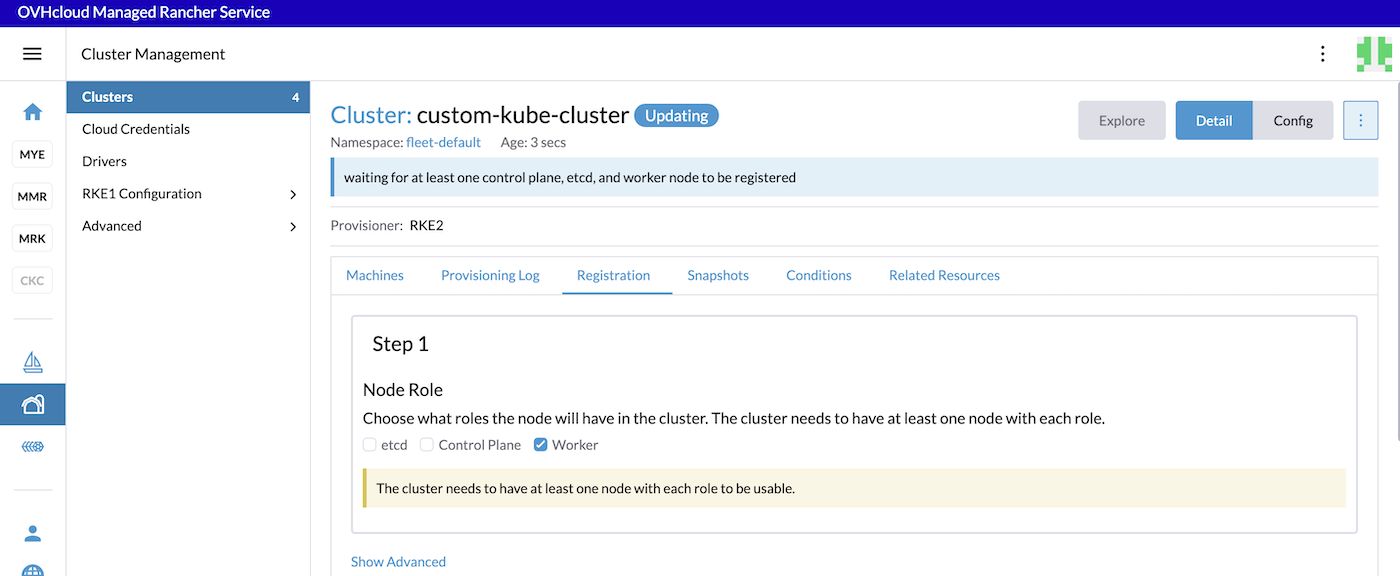 OVHcloud Managed Rancher Service
Cluster Management
Clusters 4
Cloud Credentials
Drivers
RKE1 Configuration
Advanced
MYE
MMR
MRK
CKC
Cluster: custom-kube-cluster Updating
Explore Detail Config
Namespace: fleet-default Age: 3 secs
waiting for at least one control plane, etcd, and worker node to be registered
Provisioner: RKE2
Machines Provisioning Log Registration Snapshots Conditions Related Resources
Step 1
Node Role
Choose what roles the node will have in the cluster. The cluster needs to have at least one node with each role.
etcd Control Plane Worker
The cluster needs to have at least one node with each role to be usable.
Show Advanced